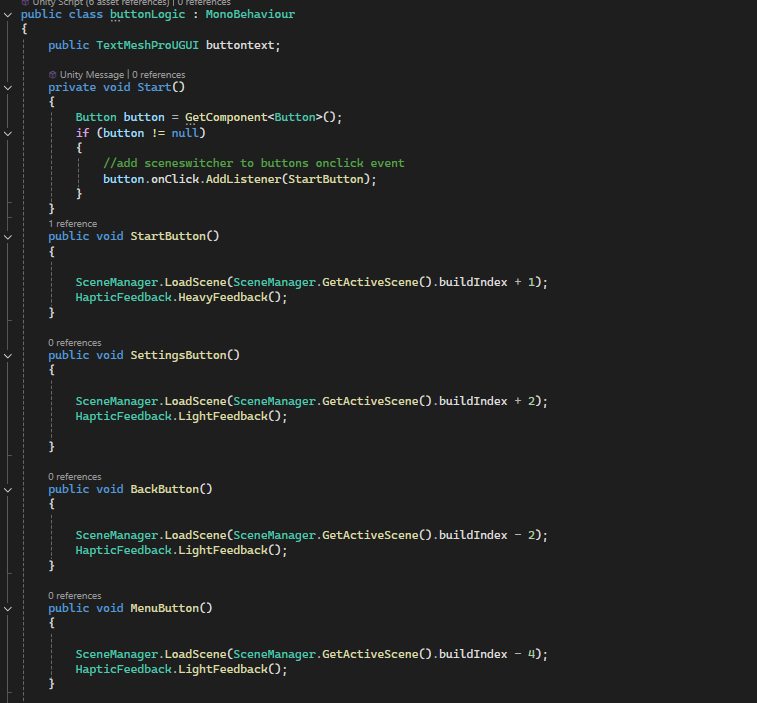 Unity Script (6 asset references) | 0 references
public class buttonLogic : MonoBehaviour
{
public TextMeshProUGUI buttontext;
Unity Message | 0 references
private void Start()
{
Button button = GetComponent<Button>();
if (button != null)
{
//add sceneswitcher to buttons onclick event
button.onClick.AddListener(StartButton);
}
}
1 reference
public void StartButton()
{
SceneManager.LoadScene(SceneManager.GetActiveScene().buildIndex + 1);
HapticFeedback.HeavyFeedback();
}
0 references
public void SettingsButton()
{
SceneManager.LoadScene(SceneManager.GetActiveScene().buildIndex + 2);
HapticFeedback.LightFeedback();
}
0 references
public void BackButton()
{
SceneManager.LoadScene(SceneManager.GetActiveScene().buildIndex - 2);
HapticFeedback.LightFeedback();
}
0 references
public void MenuButton()
{
SceneManager.LoadScene(SceneManager.GetActiveScene().buildIndex - 4);
HapticFeedback.LightFeedback();
}